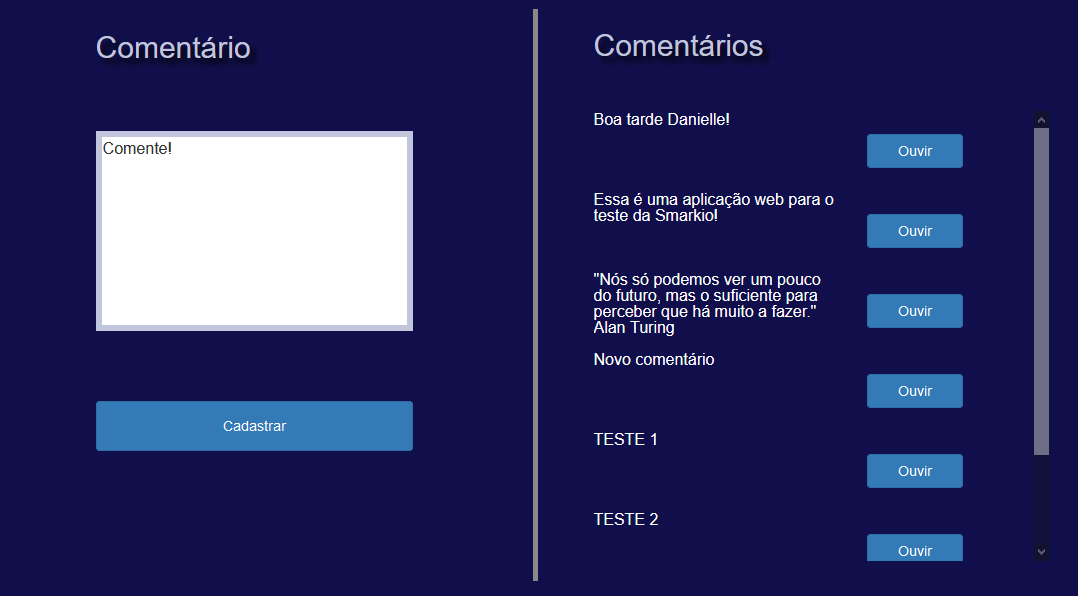 Comentário
Comente!
Cadastrar
Comentários
Boa tarde Danielle!
Ouvir
Essa é uma aplicação web para o
teste da Smarkio!
Ouvir
"Nós só podemos ver um pouco
do futuro, mas o suficiente para
perceber que há muito a fazer."
Alan Turing
Ouvir
Novo comentário
Ouvir
TESTE 1
Ouvir
TESTE 2
Ouvir